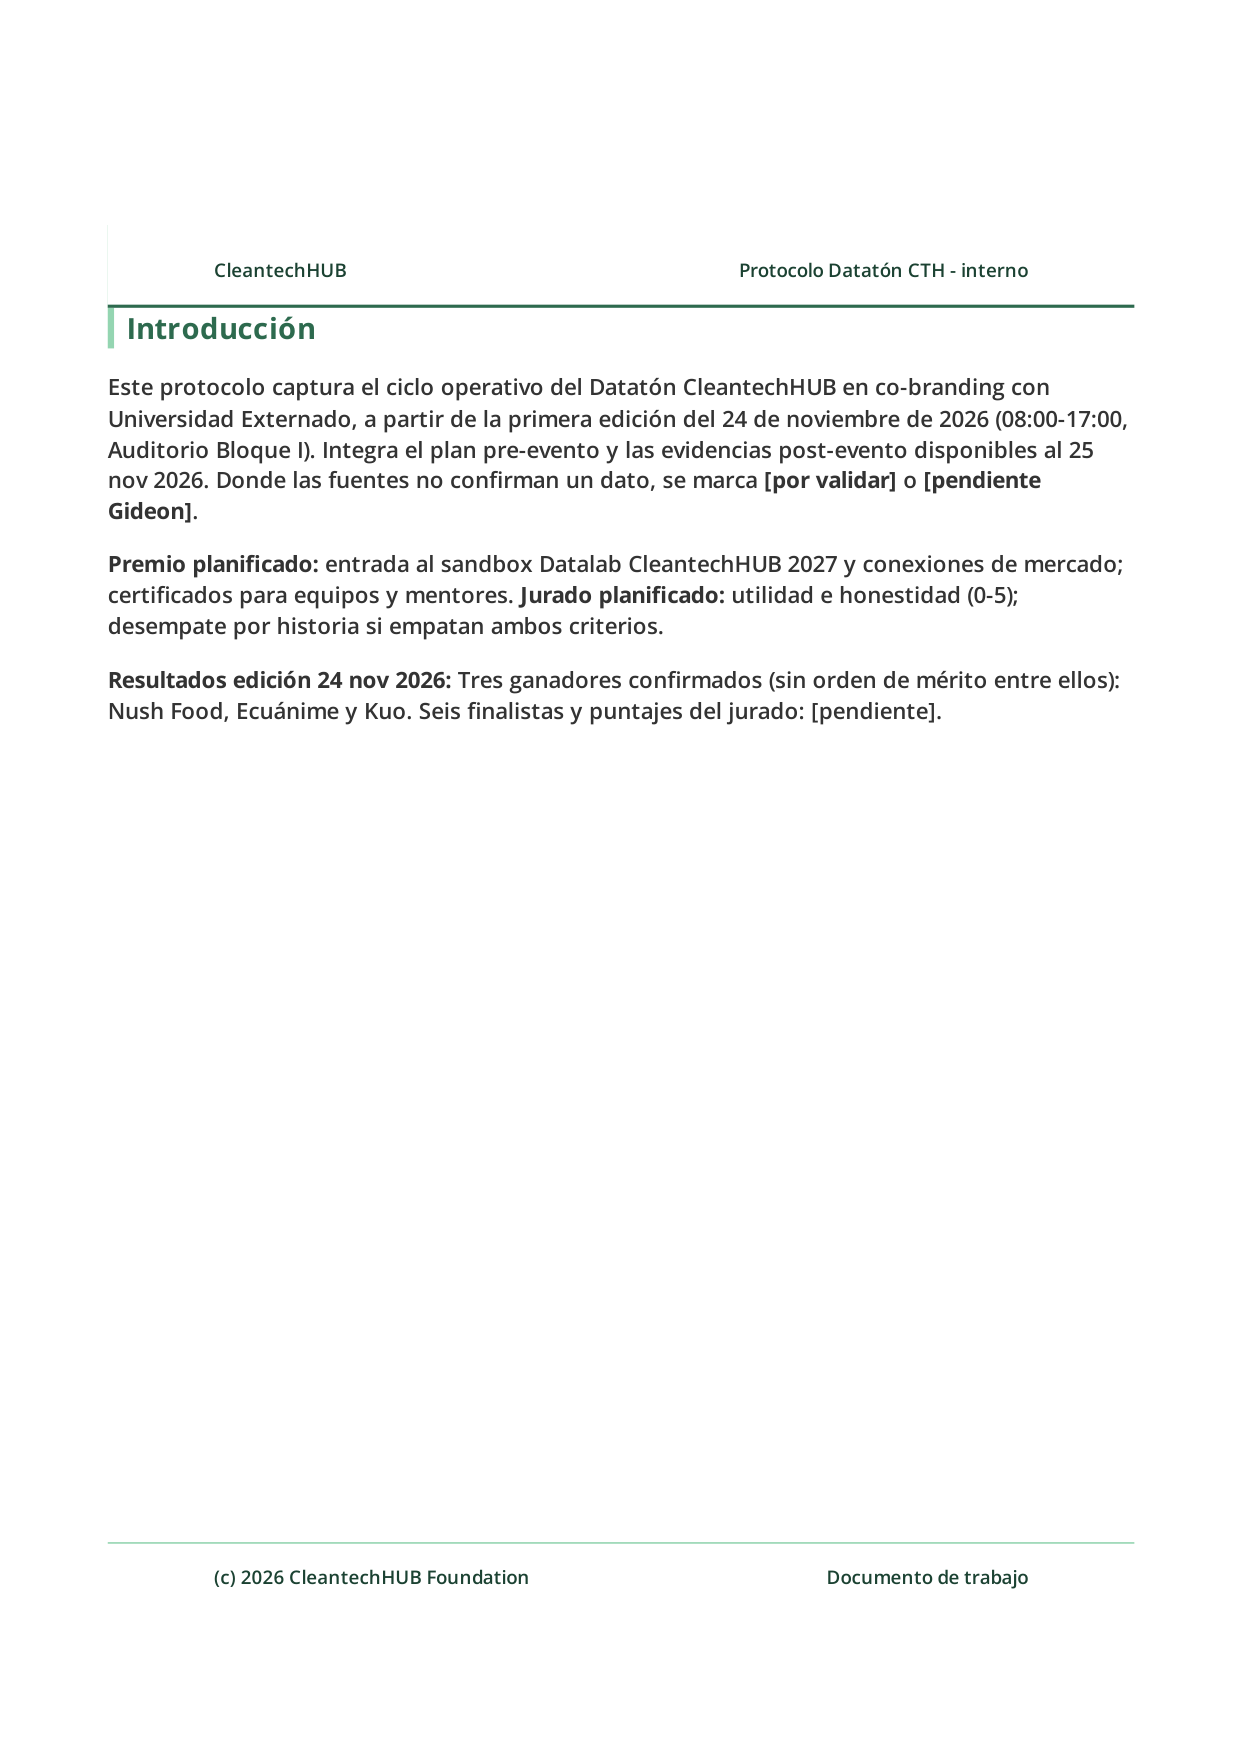 CleantechHUB
Protocolo Datatón CTH - interno
Introducción
Este protocolo captura el ciclo operativo del Datatón CleantechHUB en co-branding con
Universidad Externado, a partir de la primera edición del 24 de noviembre de 2026 (08:00-17:00,
Auditorio Bloque I). Integra el plan pre-evento y las evidencias post-evento disponibles al 25
nov 2026. Donde las fuentes no confirman un dato, se marca [por validar] o [pendiente
Gideon].
Premio planificado: entrada al sandbox Datalab CleantechHUB 2027 y conexiones de mercado;
certificados para equipos y mentores. Jurado planificado: utilidad e honestidad (0-5);
desempate por historia si empatan ambos criterios.
Resultados edición 24 nov 2026: Tres ganadores confirmados (sin orden de mérito entre ellos):
Nush Food, Ecuánime y Kuo. Seis finalistas y puntajes del jurado: [pendiente].
(c) 2026 CleantechHUB Foundation
Documento de trabajo